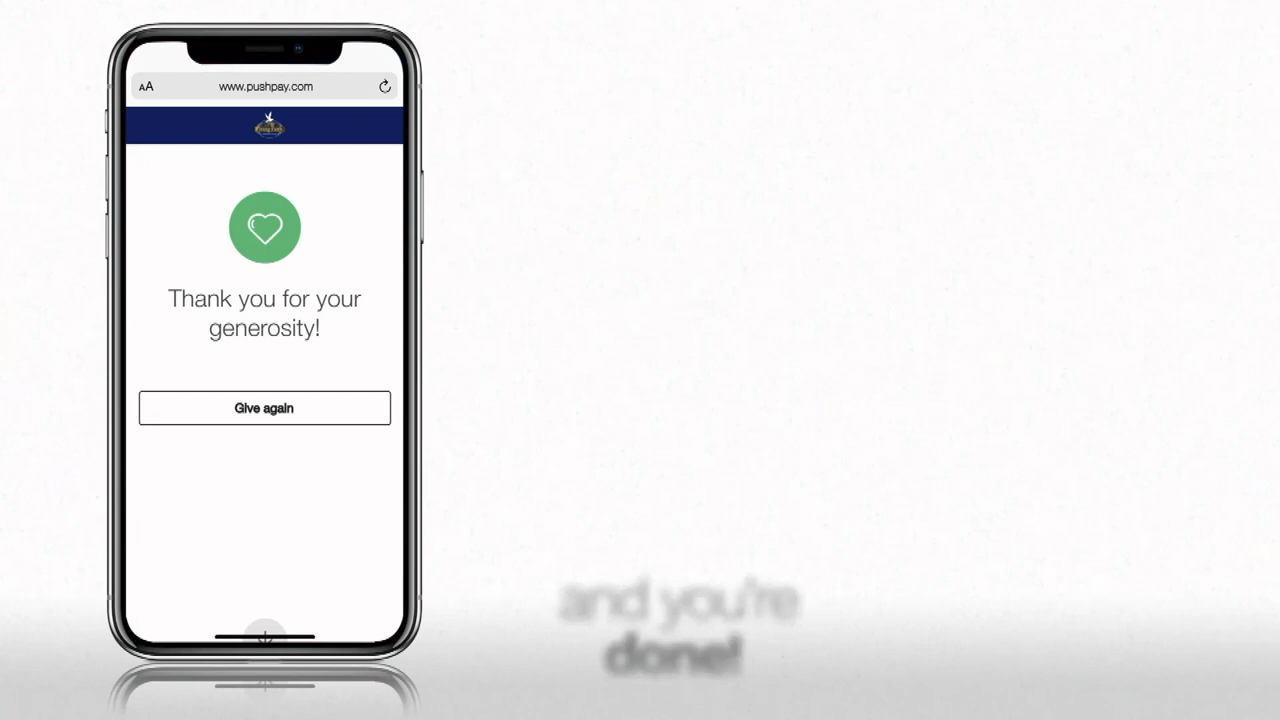 AA
www.pushpay.com
Thank you for your
generosity!
Give again
and you're
done!